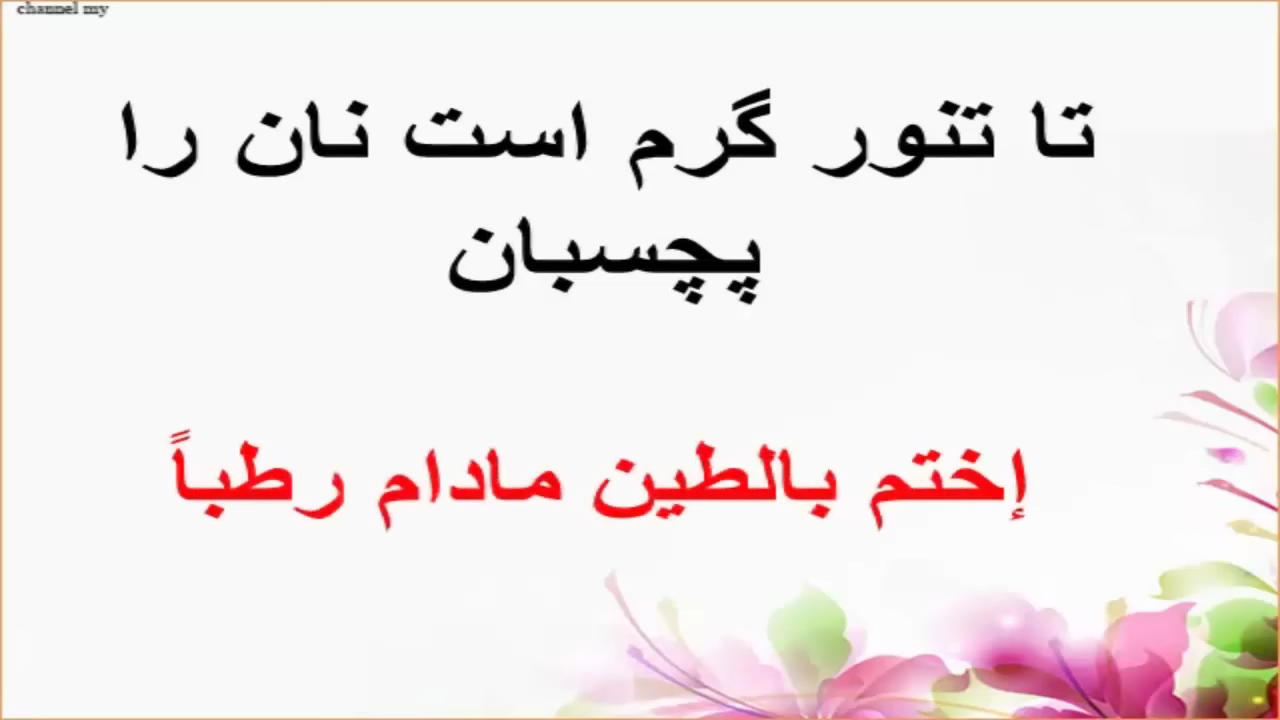 channel my
تا تنور گرم است نان را
پچسبان
إختم بالطين مادام رطباً